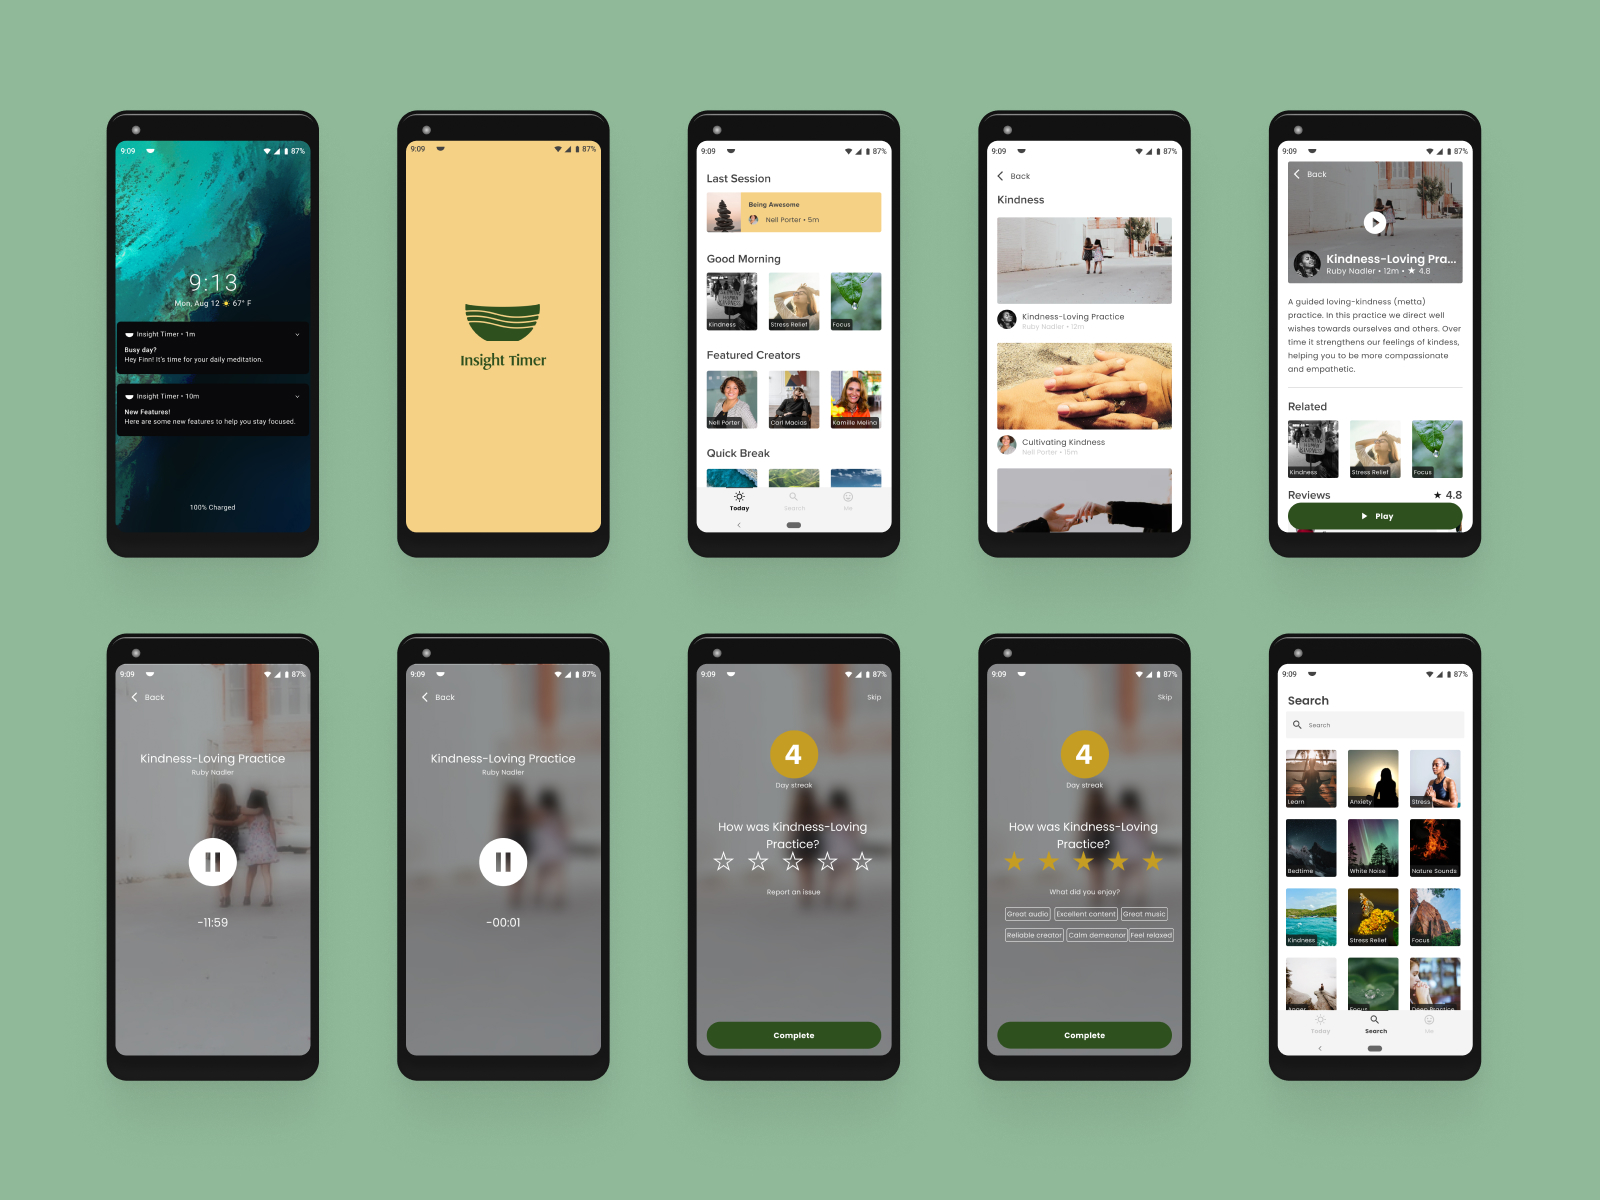 9:09
87%
9:13
Mon, Aug 12 67° F
Insight Timer • 1m
Busy day?
Hey Finn! It's time for your daily meditation.
Insight Timer • 10m
New Features!
Here are some new features to help you stay focused.
100% Charged
9:09
87%
Insight Timer
9:09
87%
Last Session
Being Awesome
Nell Porter • 5m
Good Morning
Kindness
Stress Relief
Focus
Featured Creators
Nell Porter
Carl Macias
Kamille Melina
Quick Break
Today
Search
Me
9:09
87%
Back
Kindness
Kindness-Loving Practice
Ruby Nadler • 12m
Cultivating Kindness
Nell Porter • 15m
9:09
87%
Back
Kindness-Loving Pra...
Ruby Nadler • 12m • ★ 4.8
A guided loving-kindness (metta)
practice. In this practice we direct well
wishes towards ourselves and others. Over
time it strengthens our feelings of kindess,
helping you to be more compassionate
and empathetic.
Related
Kindness
Stress Relief
Focus
Reviews
★ 4.8
Play
9:09
87%
Back
Kindness-Loving Practice
Ruby Nadler
-11:59
9:09
87%
Back
Kindness-Loving Practice
Ruby Nadler
-00:01
9:09
87%
Skip
4
Day streak
How was Kindness-Loving
Practice?
Report an issue
Complete
9:09
87%
Skip
4
Day streak
How was Kindness-Loving
Practice?
What did you enjoy?
Great audio
Excellent content
Great music
Reliable creator
Calm demeanor
Feel relaxed
Complete
9:09
87%
Search
Search
Learn
Anxiety
Stress
Bedtime
White Noise
Nature Sounds
Kindness
Stress Relief
Focus
Anger
Focus
Deep Practice
Today
Search
Me